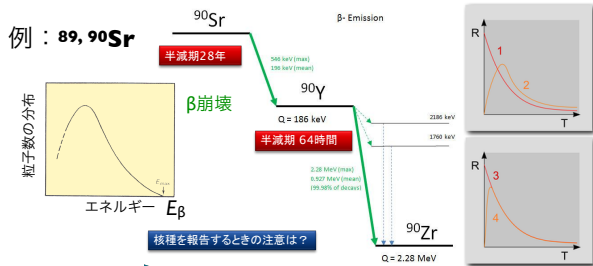 例：89, 90Sr
90Sr
β- Emission
半減期28年
546 keV (max)
196 keV (mean)
β崩壊
90Y
Q = 186 keV
半減期 64時間
2186 keV
1760 keV
2.28 MeV (max)
0.927 MeV (mean)
(99.98% of decays)
90Zr
Q = 2.28 MeV
粒子数の分布
Emax
エネルギー Eβ
核種を報告するときの注意は？
R
1
2
T
R
3
4
T